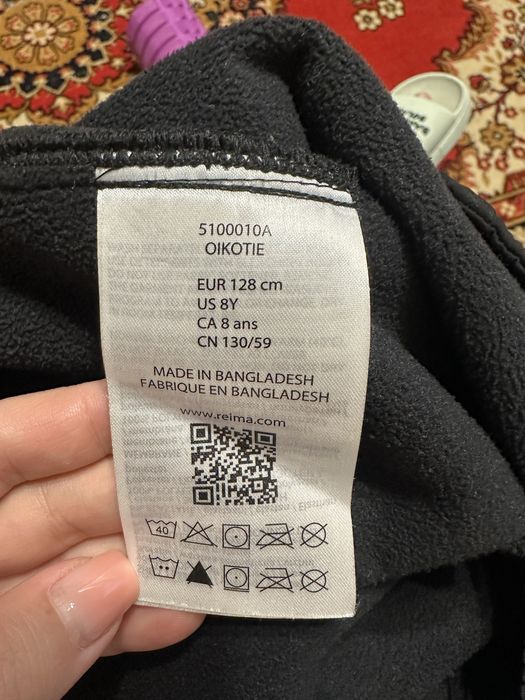 5100010A
OIKOTIE
EUR 128 cm
US 8Y
CA 8 ans
CN 130/59
MADE IN BANGLADESH
FABRIQUE EN BANGLADESH
www.reima.com
40